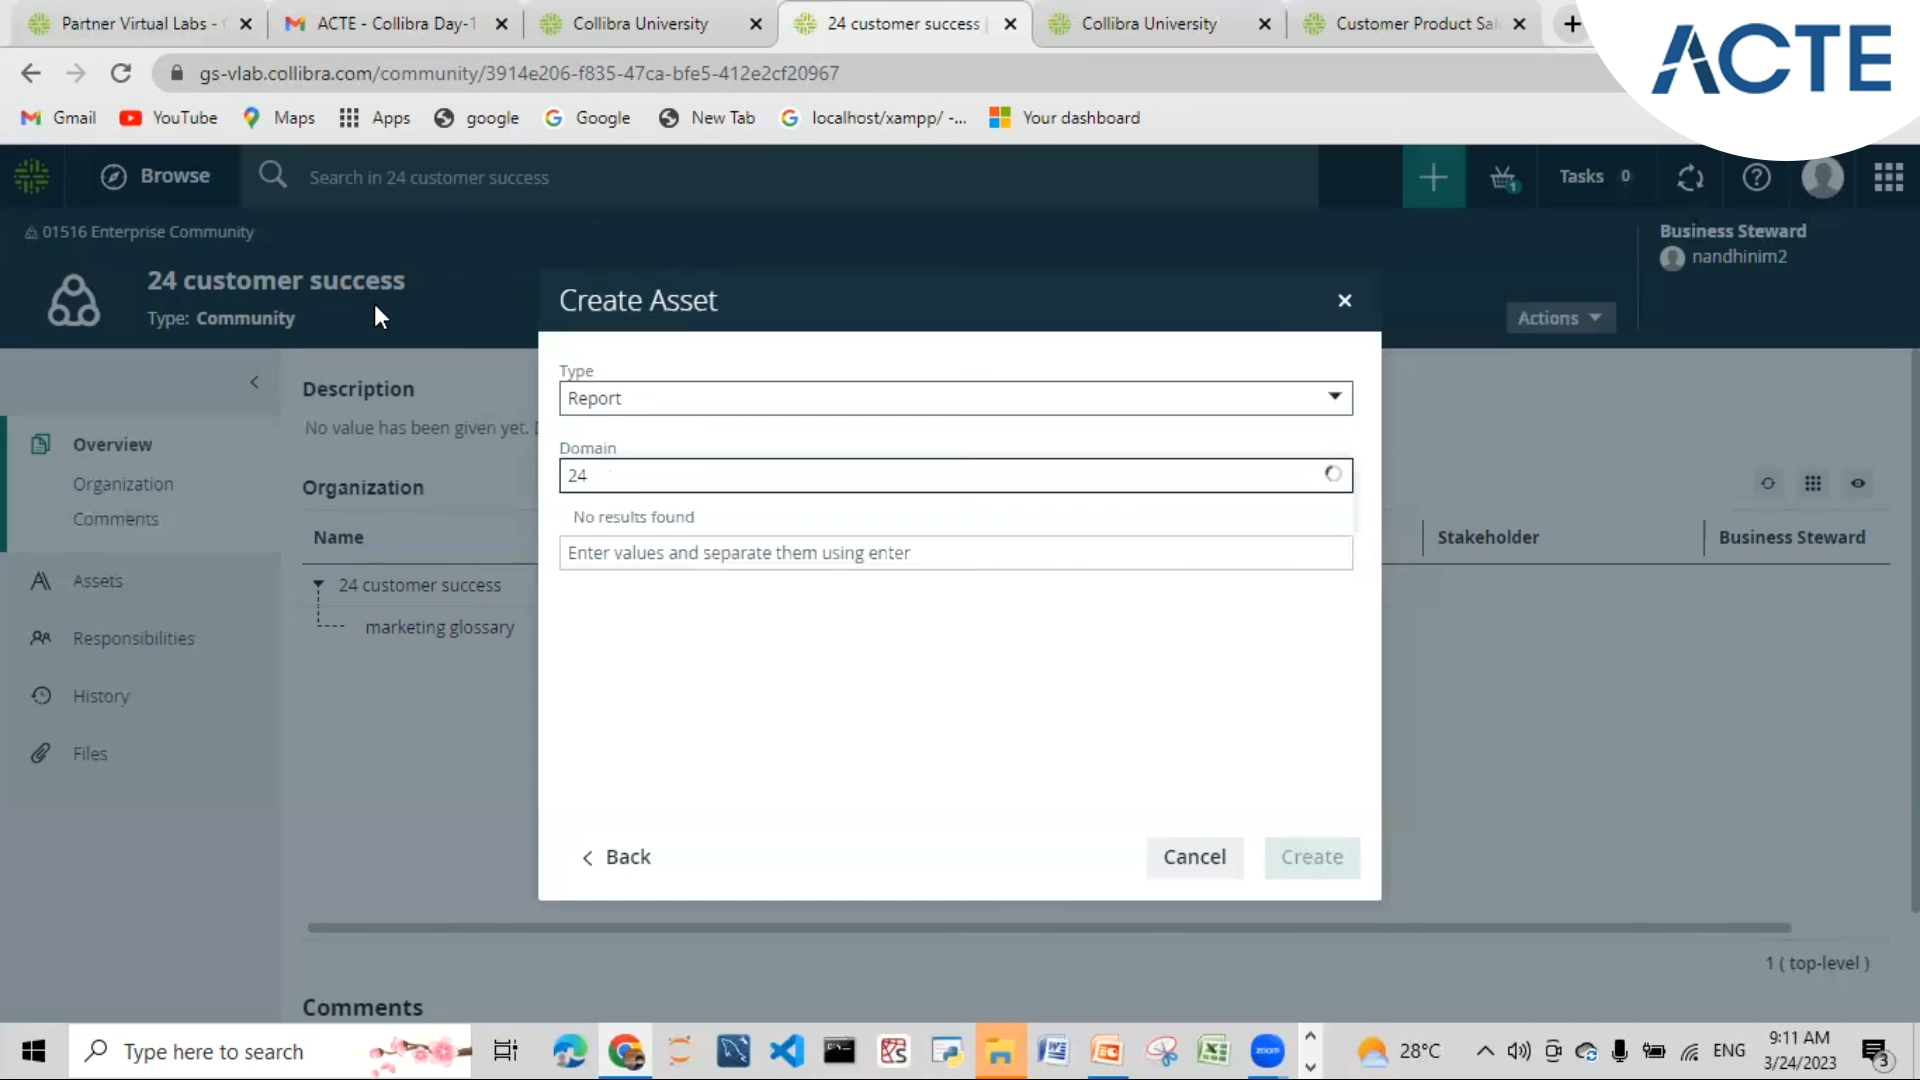 Partner Virtual Labs -
ACTE - Collibra Day-1
Collibra University
24 customer success
Collibra University
Customer Product Sal
ACTE
gs-vlab.collibra.com/community/3914e206-f835-47ca-bfe5-412e2cf20967
Gmail
YouTube
Maps
Apps
google
Google
New Tab
localhost/xampp/ -...
Your dashboard
Browse
Search in 24 customer success
1
Tasks 0
01516 Enterprise Community
24 customer success
Type: Community
Business Steward
nandhinim2
Actions
Create Asset
Type
Report
Domain
24
No results found
Enter values and separate them using enter
Back
Cancel
Create
Overview
Organization
Comments
Assets
Responsibilities
History
Files
Description
No value has been given yet.
Organization
Name
Stakeholder
Business Steward
24 customer success
marketing glossary
1 ( top-level )
Comments
Type here to search
zoom
28°C
ENG
9:11 AM
3/24/2023
3